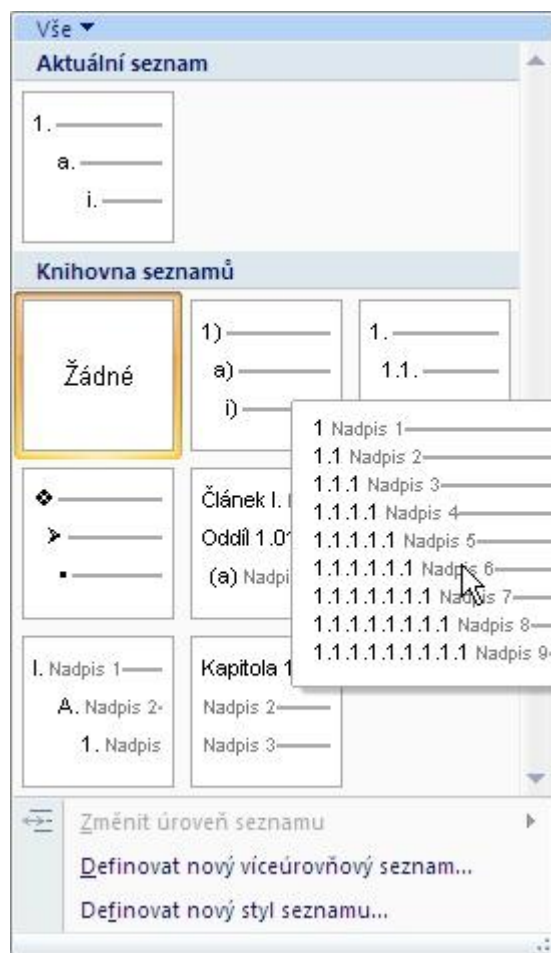 Vše
Aktuální seznam
1.
a.
i.
Knihovna seznamů
Žádné
1)
a)
i)
1.
1.1.
1 Nadpis 1
1.1 Nadpis 2
1.1.1 Nadpis 3
1.1.1.1 Nadpis 4
1.1.1.1.1 Nadpis 5
1.1.1.1.1.1 Nadpis 6
1.1.1.1.1.1.1 Nadpis 7
1.1.1.1.1.1.1.1 Nadpis 8
1.1.1.1.1.1.1.1.1 Nadpis 9
Článek I.
Oddíl 1.01
(a) Nadpi
I. Nadpis 1
A. Nadpis 2
1. Nadpis
Kapitola 1
Nadpis 2
Nadpis 3
Změnit úroveň seznamu
Definovat nový víceúrovňový seznam...
Definovat nový styl seznamu...